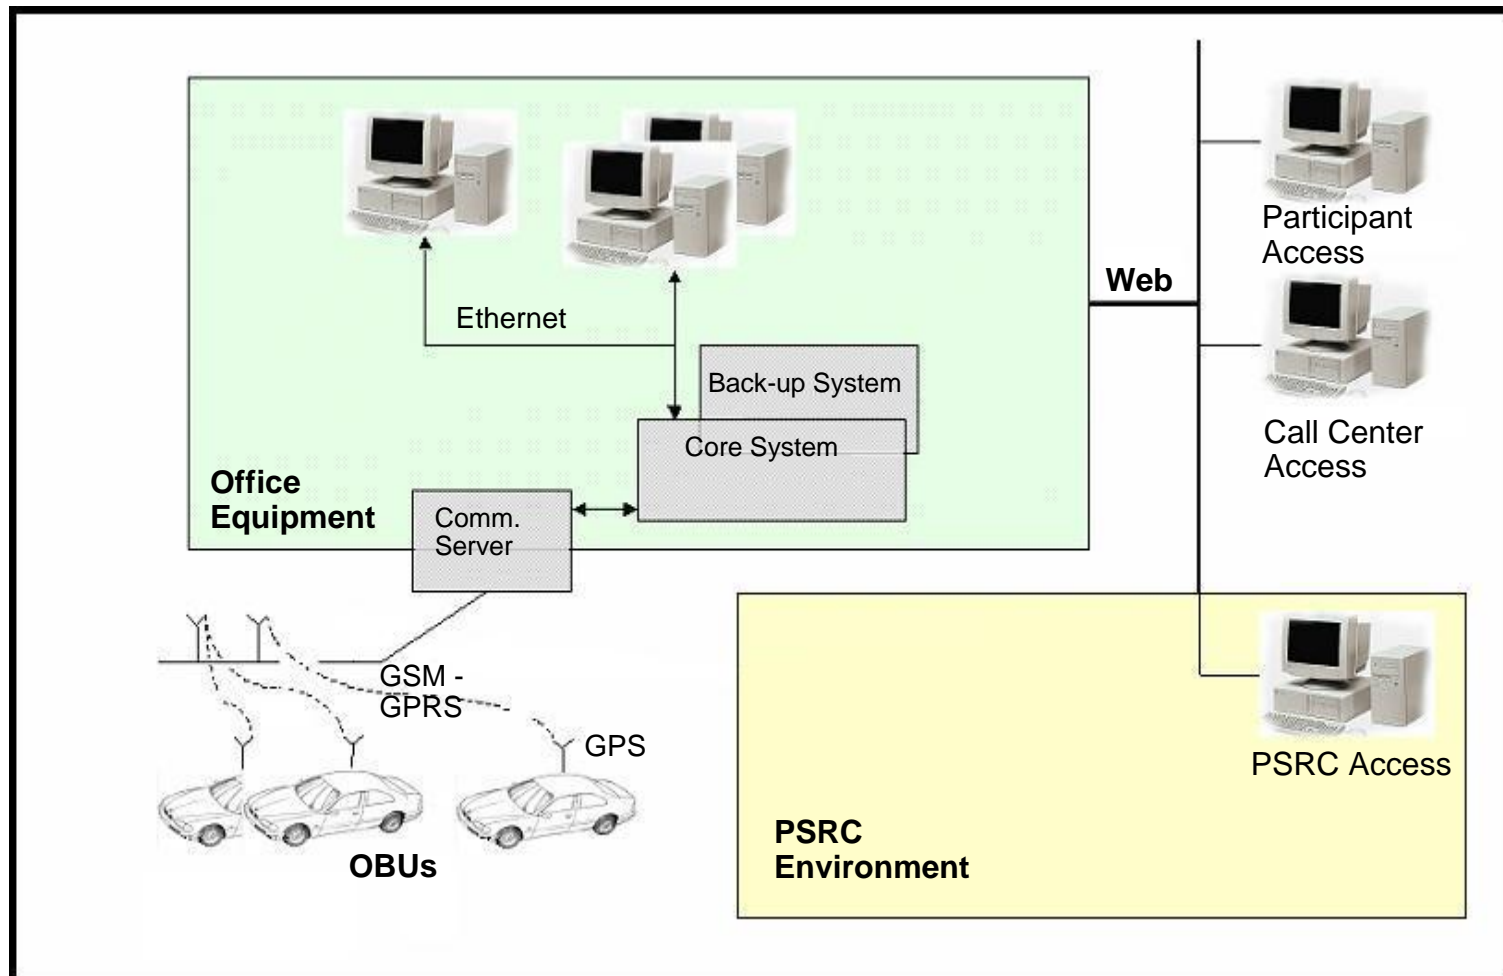 Participant
Access
Web
Ethernet
Back-up System
Call Center
Access
Core System
Office
Equipment
Comm.
Server
GSM -
GPRS
GPS
PSRC Access
OBUs
PSRC
Environment